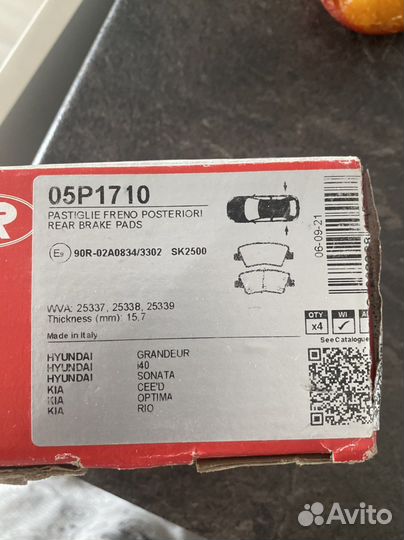 R
05P1710
PASTIGLIE FRENO POSTERIORI
REAR BRAKE PADS
E9 90R-02A0834/3302 SK2500
WVA: 25337, 25338, 25339
Thickness (mm): 15,7
Made in Italy
HYUNDAI GRANDEUR
HYUNDAI i40
HYUNDAI SONATA
KIA CEE'D
KIA OPTIMA
KIA RIO
06-09-21
QTY WI
x4
See Catalogue
Avito